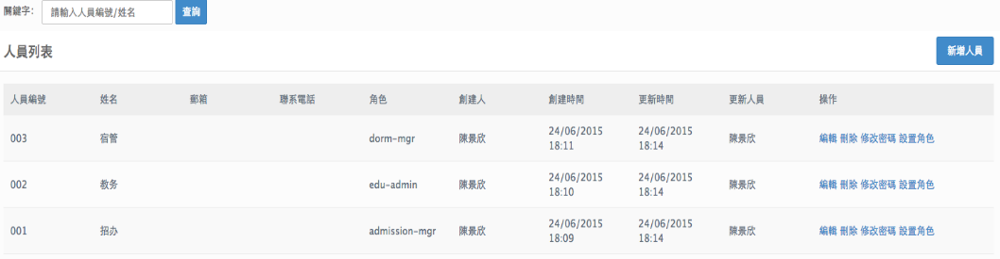 關鍵字： 請輸入人員編號/姓名 查詢
人員列表 新增人員
人員編號 姓名 郵箱 聯系電話 角色 創建人 創建時間 更新時間 更新人員 操作
003 宿管 dorm-mgr 陳景欣 24/06/2015 18:11 24/06/2015 18:14 陳景欣 編輯 刪除 修改密碼 設置角色
002 教务 edu-admin 陳景欣 24/06/2015 18:10 24/06/2015 18:14 陳景欣 編輯 刪除 修改密碼 設置角色
001 招办 admission-mgr 陳景欣 24/06/2015 18:09 24/06/2015 18:14 陳景欣 編輯 刪除 修改密碼 設置角色